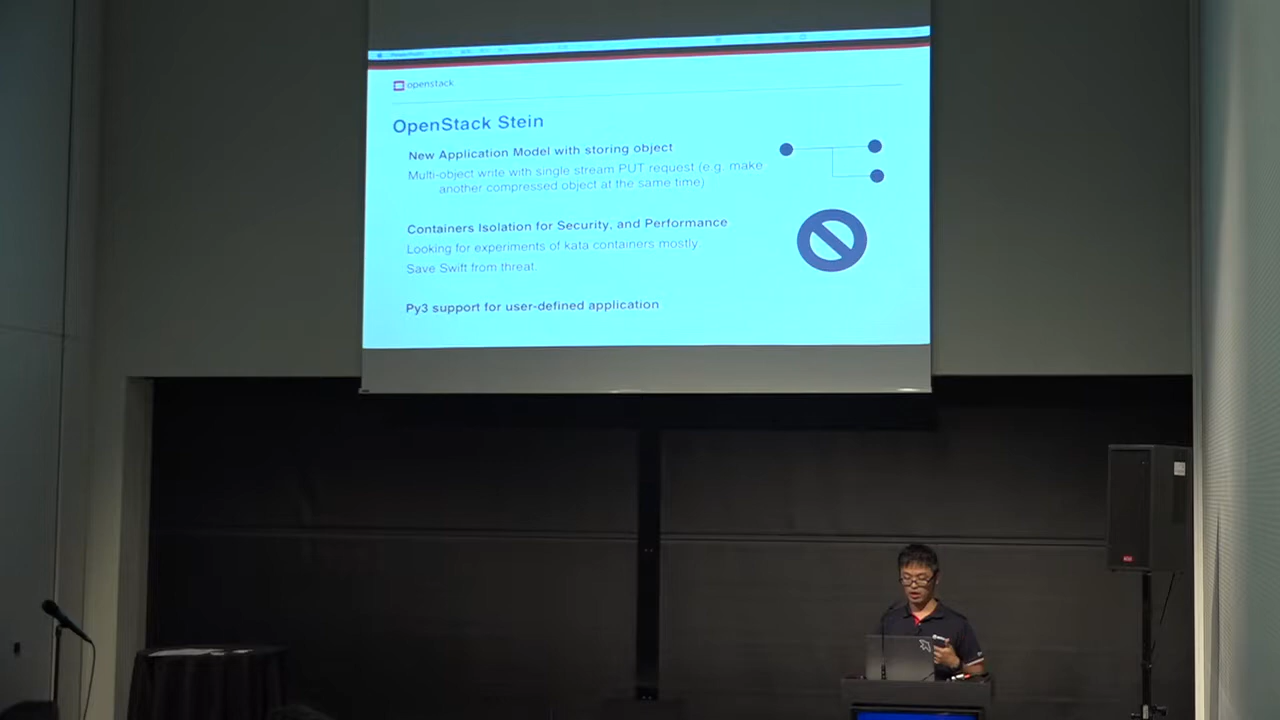 openstack
OpenStack Stein
New Application Model with storing object
Multi-object write with single stream PUT request (e.g. make
another compressed object at the same time)
Containers Isolation for Security, and Performance
Looking for experiments of kata containers mostly
Save Swift from threat.
Py3 support for user-defined application